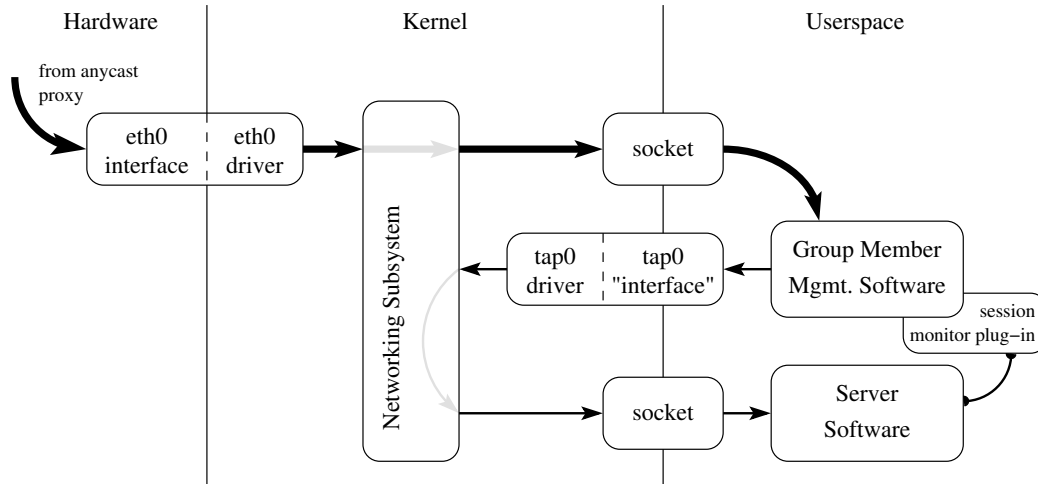 Hardware
Kernel
Userspace
from anycast
proxy
eth0
interface
eth0
driver
socket
Networking Subsystem
tap0
driver
tap0
"interface"
Group Member
Mgmt. Software
session
monitor plug−in
socket
Server
Software